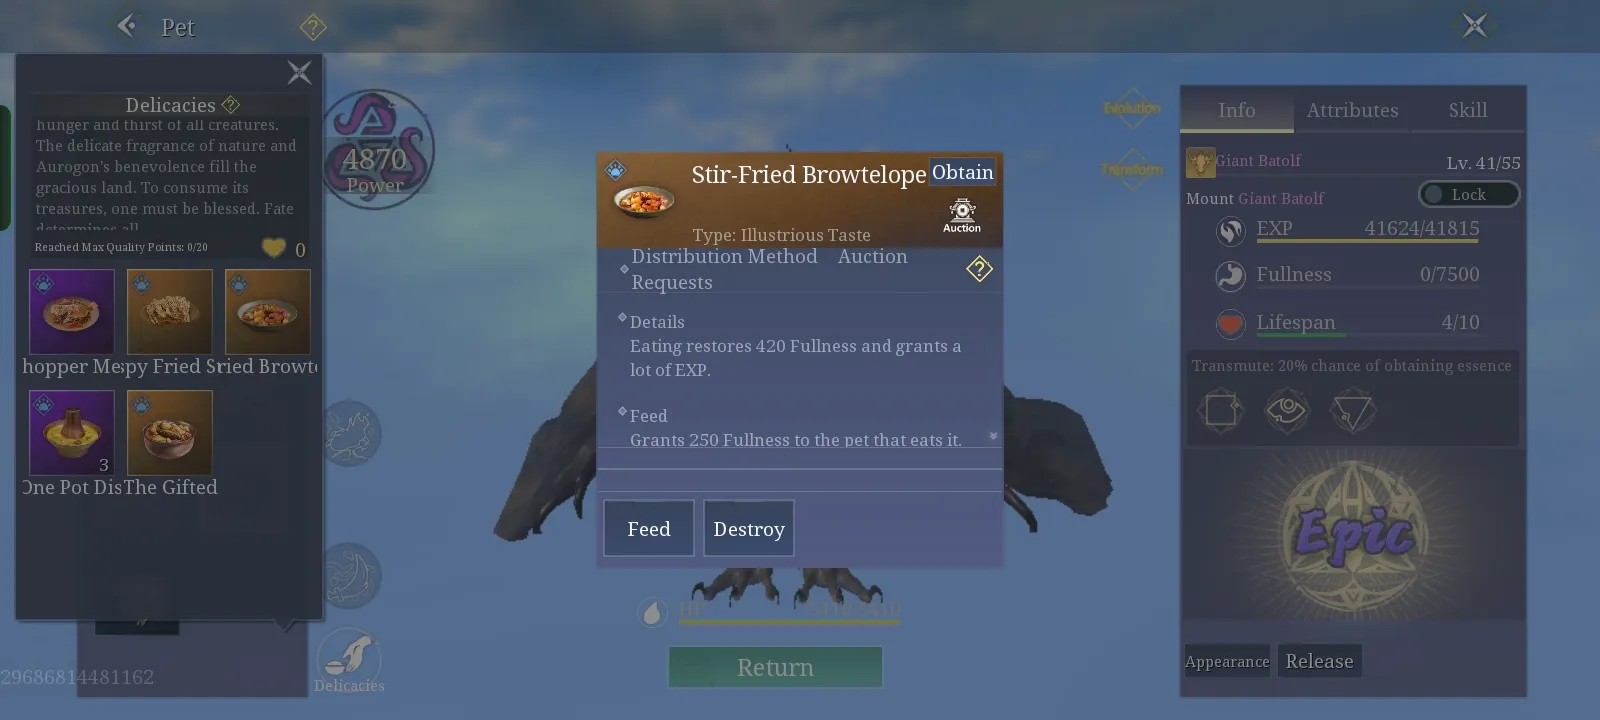 Pet
Delicacies
hunger and thirst of all creatures.
The delicate fragrance of nature and
Aurogon's benevolence fill the
gracious land. To consume its
treasures, one must be blessed. Fate
determines all
Reached Max Quality Points: 0/20
0
hopper Me
py Fried S
ried Browte
3
One Pot Dis
The Gifted
29686814481162
4870
Power
Delicacies
Stir-Fried Browtelope
Obtain
Type: Illustrious Taste
Auction
Distribution Method Auction
Requests
?
Details
Eating restores 420 Fullness and grants a
lot of EXP.
Feed
Grants 250 Fullness to the pet that eats it.
Feed
Destroy
HP
Return
Evolution
Transform
Info
Attributes
Skill
Giant Batolf
Lv. 41/55
Mount Giant Batolf
Lock
EXP 41624/41815
Fullness 0/7500
Lifespan 4/10
Transmute: 20% chance of obtaining essence
Epic
Appearance
Release